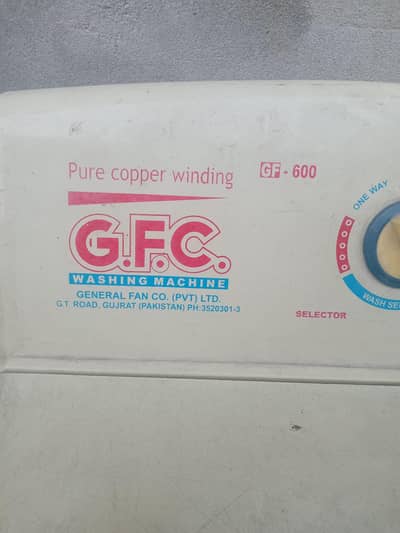 Pure copper winding
GF - 600
G.F.C.
WASHING MACHINE
GENERAL FAN CO. (PVT) LTD.
G.T. ROAD, GUJRAT (PAKISTAN) PH:3520301-3
ONE WAY
WASH
SELECTOR